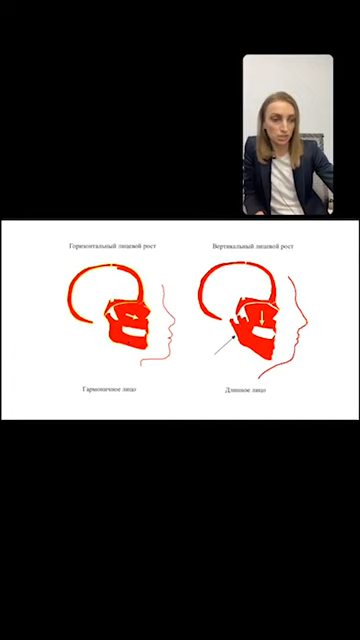 Горизонтальный лицевой рост
Вертикальный лицевой рост
Гармоничное лицо
Длинное лицо